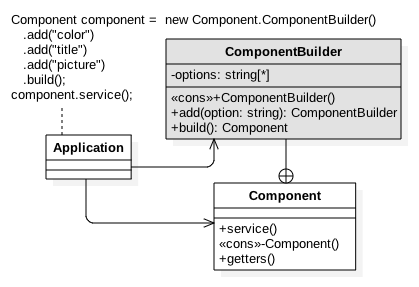 Component component = new Component.ComponentBuilder()
.add("color")
.add("title")
.add("picture")
.build();
component.service();
ComponentBuilder
-options: string[*]
«cons»+ComponentBuilder()
+add(option: string): ComponentBuilder
+build(): Component
Application
Component
+service()
«cons»-Component()
+getters()